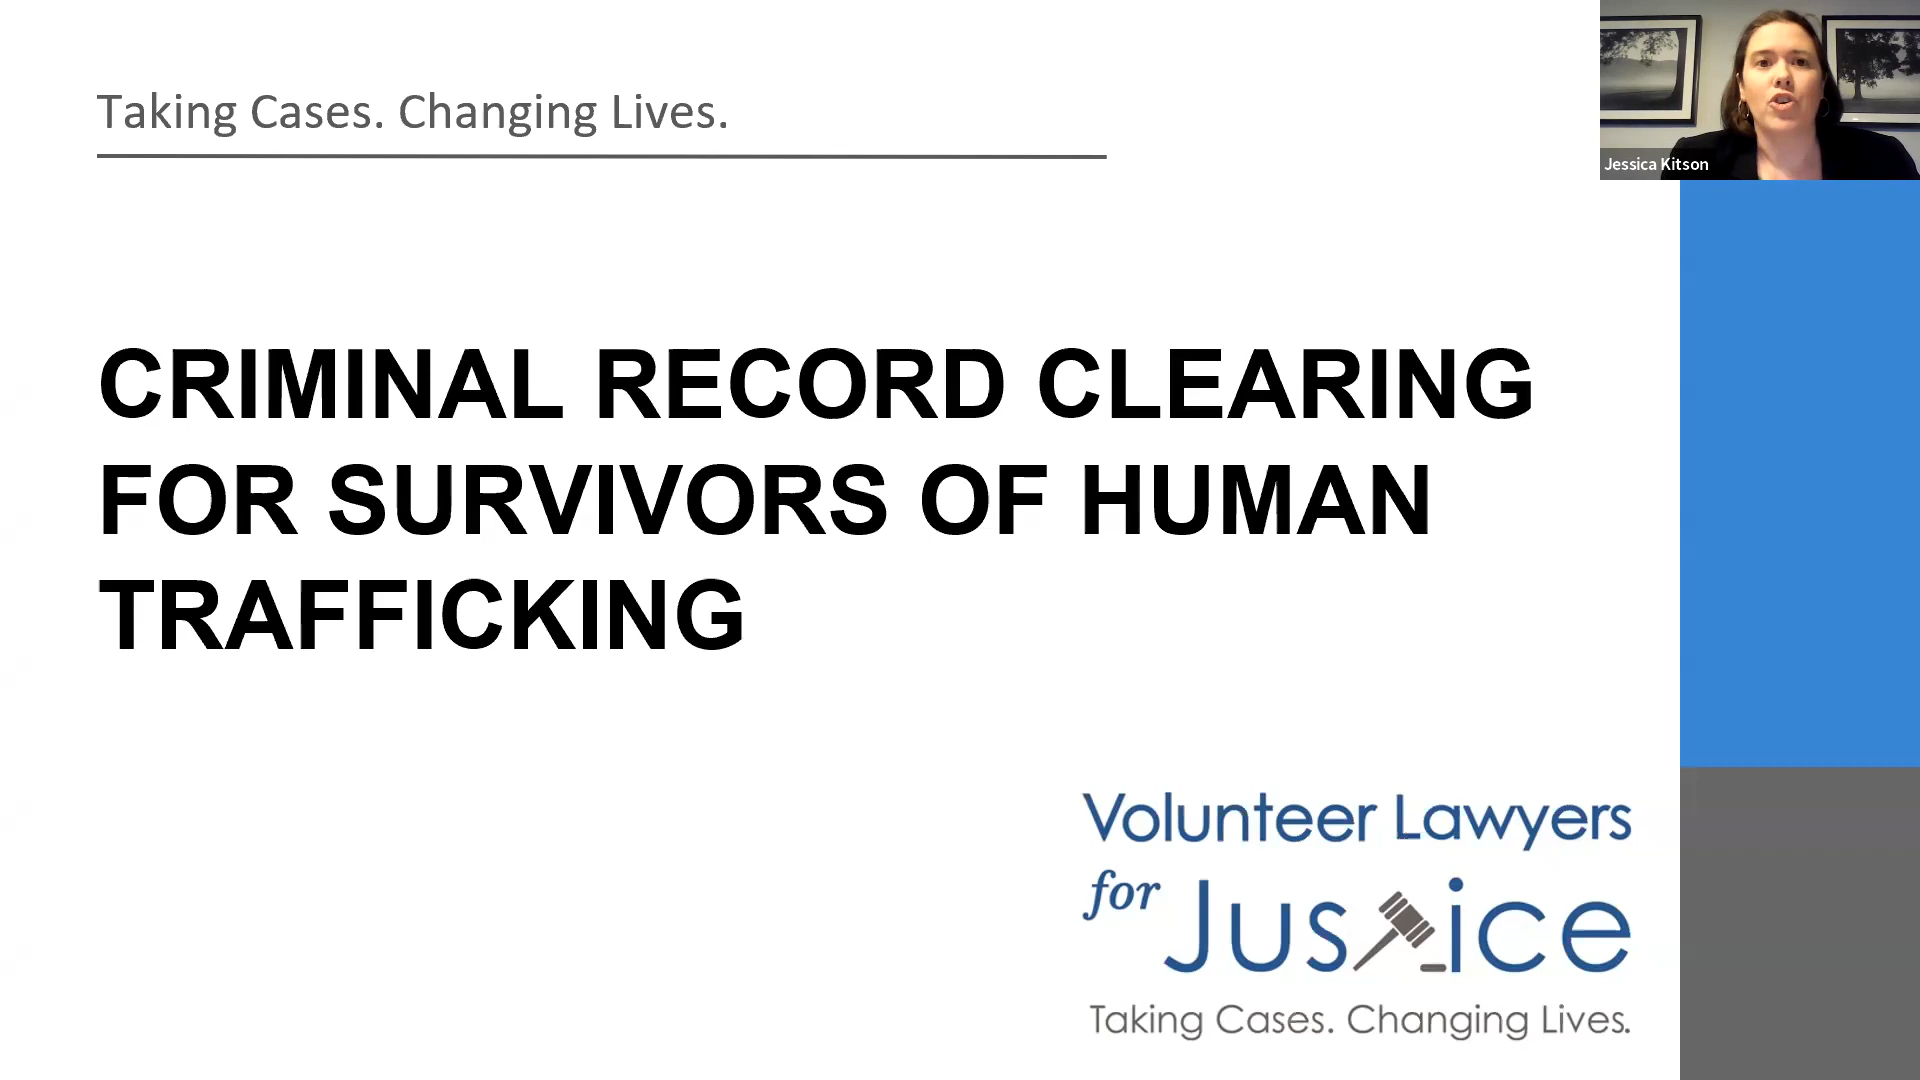 Taking Cases. Changing Lives.
Jessica Kitson
CRIMINAL RECORD CLEARING
FOR SURVIVORS OF HUMAN
TRAFFICKING
Volunteer Lawyers
for Justice
Taking Cases. Changing Lives.